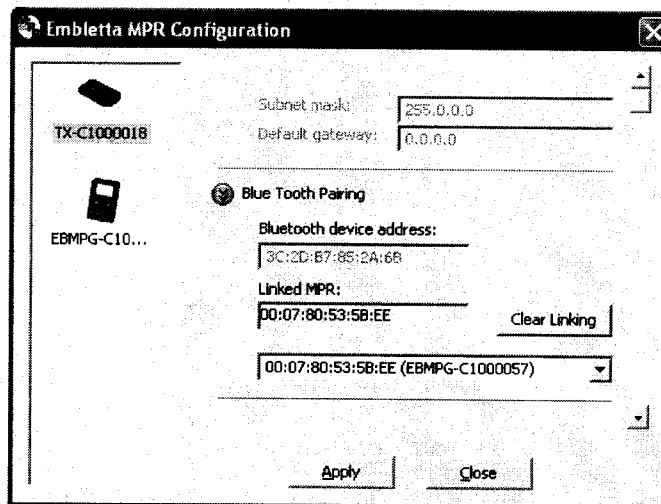 Embletta MPR Configuration
TX-C1000018
EBMPG-C10...
Subnet mask:
255.0.0.0
Default gateway:
0.0.0.0
Blue Tooth Pairing
Bluetooth device address:
3C:2D:B7:85:2A:6B
Linked MPR:
00:07:80:53:5B:EE
Clear Linking
00:07:80:53:5B:EE (EBMPG-C1000057)
Apply
Close